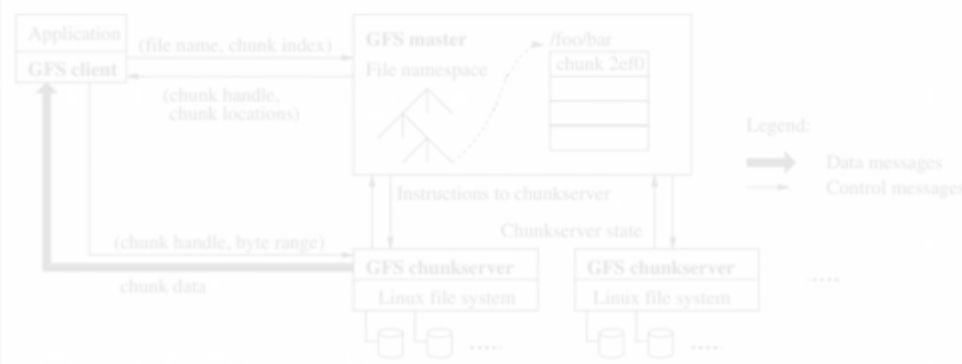 Application
GFS client
(file name, chunk index)
(chunk handle,
chunk locations)
GFS master
File namespace
/foo/bar
chunk 2ef0
Legend:
Data messages
Control messages
Instructions to chunkserver
Chunkserver state
(chunk handle, byte range)
chunk data
GFS chunkserver
Linux file system
GFS chunkserver
Linux file system